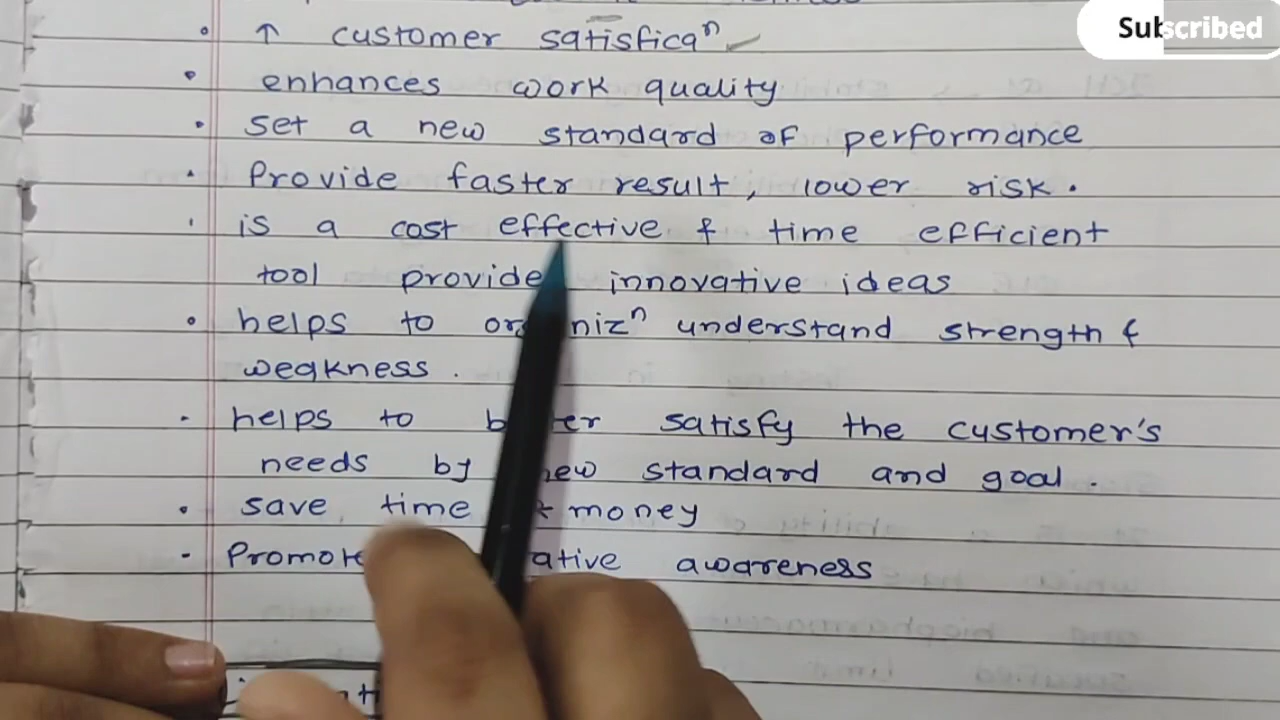 Subscribed
• ↑ customer satisfica^n ✓
• enhances work quality
• Set a new standard of performance
• Provide faster result, lower risk.
• is a cost effective & time efficient
tool provide innovative ideas
• helps to understand strength &
weakness.
• helps to satisfy the customer's
needs by new standard and goal.
• save time & money
• awareness